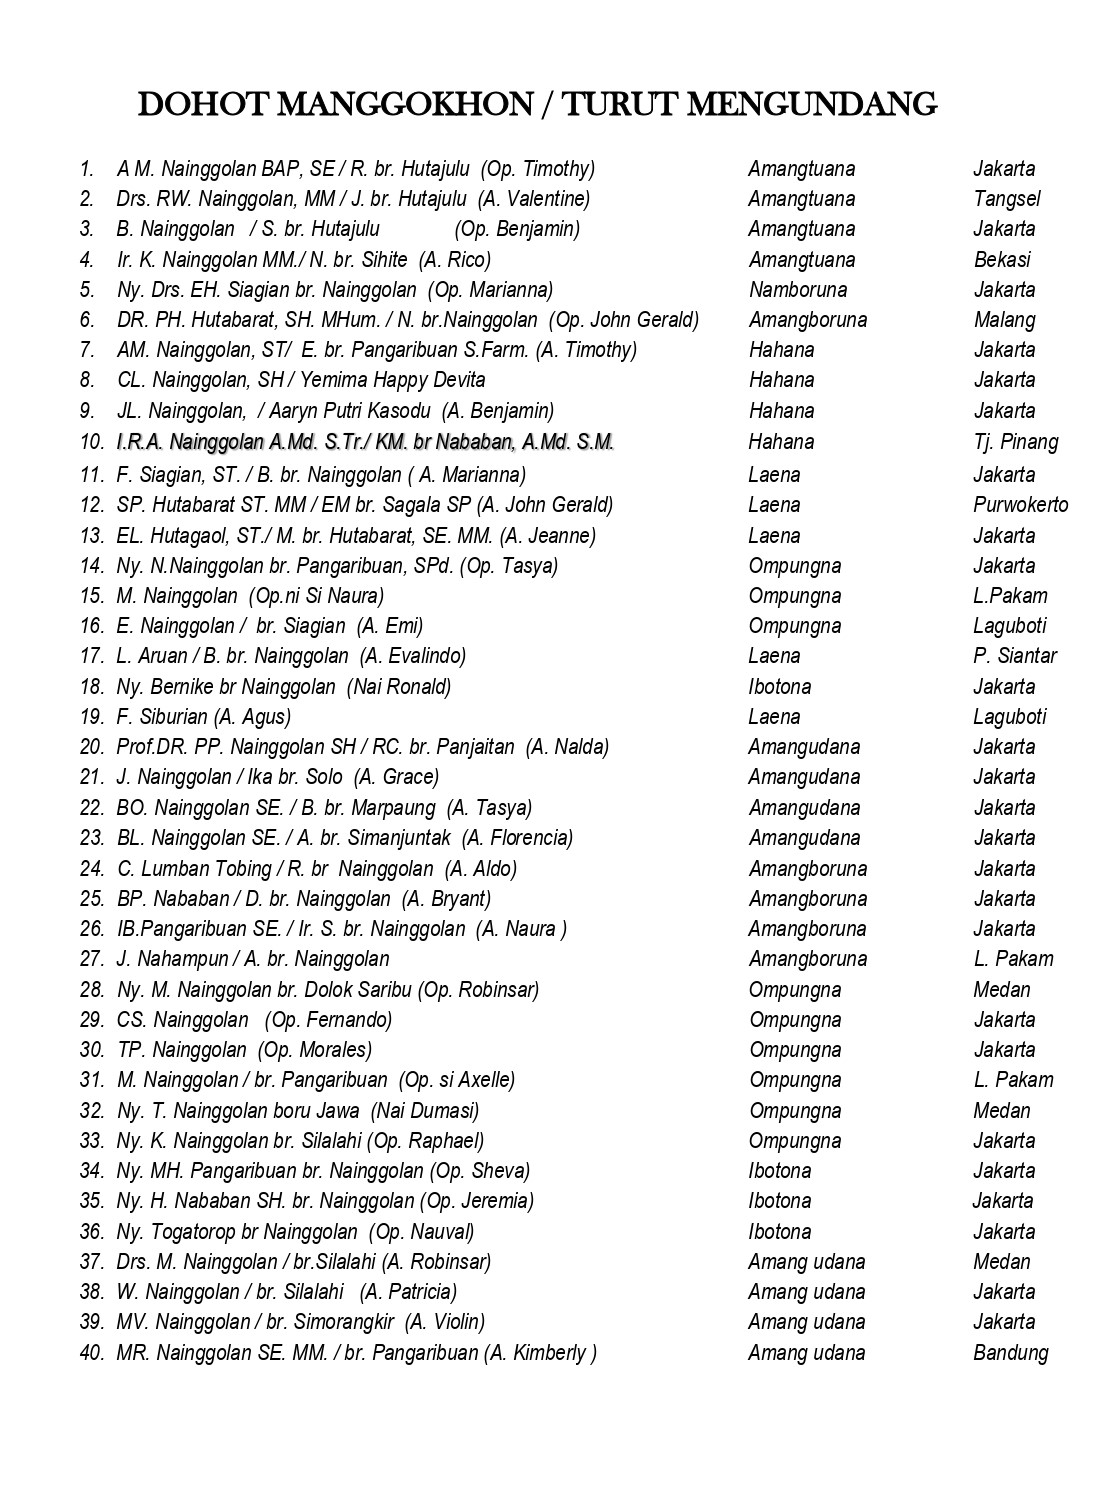 DOHOT MANGGOKHON / TURUT MENGUNDANG
1. A M. Nainggolan BAP, SE / R. br. Hutajulu (Op. Timothy) Amangtuana Jakarta
2. Drs. RW. Nainggolan, MM / J. br. Hutajulu (A. Valentine) Amangtuana Tangsel
3. B. Nainggolan / S. br. Hutajulu (Op. Benjamin) Amangtuana Jakarta
4. Ir. K. Nainggolan MM./ N. br. Sihite (A. Rico) Amangtuana Bekasi
5. Ny. Drs. EH. Siagian br. Nainggolan (Op. Marianna) Namboruna Jakarta
6. DR. PH. Hutabarat, SH. MHum. / N. br.Nainggolan (Op. John Gerald) Amangboruna Malang
7. AM. Nainggolan, ST/ E. br. Pangaribuan S.Farm. (A. Timothy) Hahana Jakarta
8. CL. Nainggolan, SH / Yemima Happy Devita Hahana Jakarta
9. JL. Nainggolan, / Aaryn Putri Kasodu (A. Benjamin) Hahana Jakarta
10. I.R.A. Nainggolan A.Md. S.Tr./ KM. br Nababan, A.Md. S.M. Hahana Tj. Pinang
11. F. Siagian, ST. / B. br. Nainggolan ( A. Marianna) Laena Jakarta
12. SP. Hutabarat ST. MM / EM br. Sagala SP (A. John Gerald) Laena Purwokerto
13. EL. Hutagaol, ST./ M. br. Hutabarat, SE. MM. (A. Jeanne) Laena Jakarta
14. Ny. N.Nainggolan br. Pangaribuan, SPd. (Op. Tasya) Ompungna Jakarta
15. M. Nainggolan (Op.ni Si Naura) Ompungna L.Pakam
16. E. Nainggolan / br. Siagian (A. Emi) Ompungna Laguboti
17. L. Aruan / B. br. Nainggolan (A. Evalindo) Laena P. Siantar
18. Ny. Bernike br Nainggolan (Nai Ronald) Ibotona Jakarta
19. F. Siburian (A. Agus) Laena Laguboti
20. Prof.DR. PP. Nainggolan SH / RC. br. Panjaitan (A. Nalda) Amangudana Jakarta
21. J. Nainggolan / Ika br. Solo (A. Grace) Amangudana Jakarta
22. BO. Nainggolan SE. / B. br. Marpaung (A. Tasya) Amangudana Jakarta
23. BL. Nainggolan SE. / A. br. Simanjuntak (A. Florencia) Amangudana Jakarta
24. C. Lumban Tobing / R. br Nainggolan (A. Aldo) Amangboruna Jakarta
25. BP. Nababan / D. br. Nainggolan (A. Bryant) Amangboruna Jakarta
26. IB.Pangaribuan SE. / Ir. S. br. Nainggolan (A. Naura ) Amangboruna Jakarta
27. J. Nahampun / A. br. Nainggolan Amangboruna L. Pakam
28. Ny. M. Nainggolan br. Dolok Saribu (Op. Robinsar) Ompungna Medan
29. CS. Nainggolan (Op. Fernando) Ompungna Jakarta
30. TP. Nainggolan (Op. Morales) Ompungna Jakarta
31. M. Nainggolan / br. Pangaribuan (Op. si Axelle) Ompungna L. Pakam
32. Ny. T. Nainggolan boru Jawa (Nai Dumasi) Ompungna Medan
33. Ny. K. Nainggolan br. Silalahi (Op. Raphael) Ompungna Jakarta
34. Ny. MH. Pangaribuan br. Nainggolan (Op. Sheva) Ibotona Jakarta
35. Ny. H. Nababan SH. br. Nainggolan (Op. Jeremia) Ibotona Jakarta
36. Ny. Togatorop br Nainggolan (Op. Nauval) Ibotona Jakarta
37. Drs. M. Nainggolan / br.Silalahi (A. Robinsar) Amang udana Medan
38. W. Nainggolan / br. Silalahi (A. Patricia) Amang udana Jakarta
39. MV. Nainggolan / br. Simorangkir (A. Violin) Amang udana Jakarta
40. MR. Nainggolan SE. MM. / br. Pangaribuan (A. Kimberly ) Amang udana Bandung